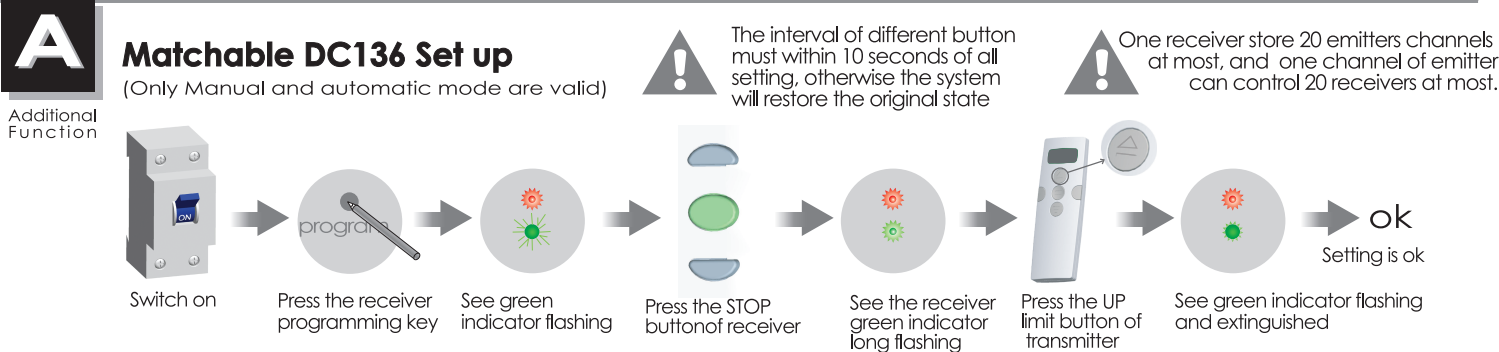 A
Additional
Function
Matchable DC136 Set up
(Only Manual and automatic mode are valid)
!
The interval of different button
must within 10 seconds of all
setting, otherwise the system
will restore the original state
!
One receiver store 20 emitters channels
at most, and one channel of emitter
can control 20 receivers at most.
ON
Switch on
program
Press the receiver
programming key
See green
indicator flashing
Press the STOP
buttonof receiver
See the receiver
green indicator
long flashing
Press the UP
limit button of
transmitter
See green indicator flashing
and extinguished
ok
Setting is ok